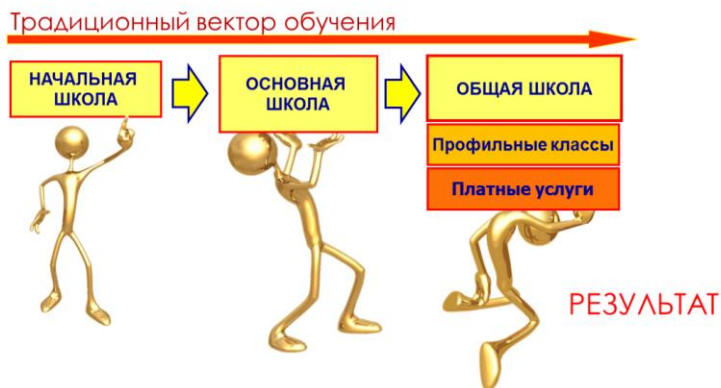 Традиционный вектор обучения
НАЧАЛЬНАЯ
ШКОЛА
ОСНОВНАЯ
ШКОЛА
ОБЩАЯ ШКОЛА
Профильные классы
Платные услуги
РЕЗУЛЬТАТ